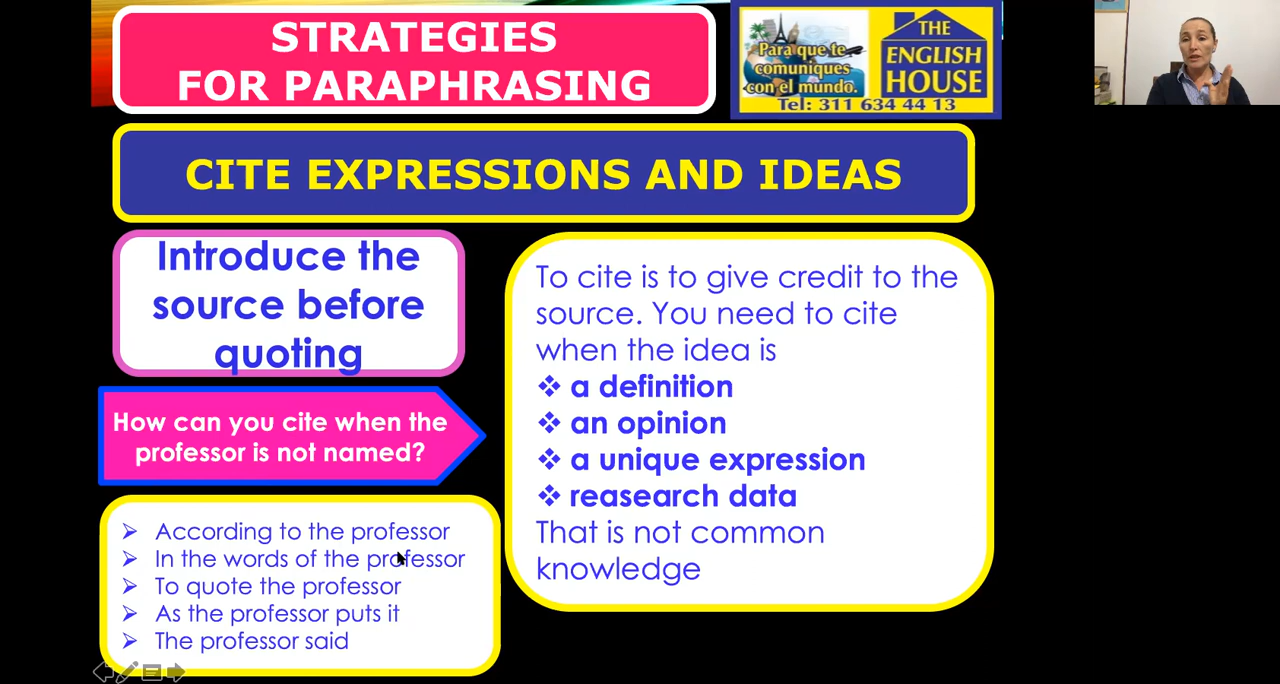 STRATEGIES
FOR PARAPHRASING
Para que te
comuniques
con el mundo.
THE
ENGLISH
HOUSE
Tel: 311 634 44 13
CITE EXPRESSIONS AND IDEAS
Introduce the
source before
quoting
How can you cite when the
professor is not named?
According to the professor
In the words of the professor
To quote the professor
As the professor puts it
The professor said
To cite is to give credit to the
source. You need to cite
when the idea is
a definition
an opinion
a unique expression
reasearch data
That is not common
knowledge